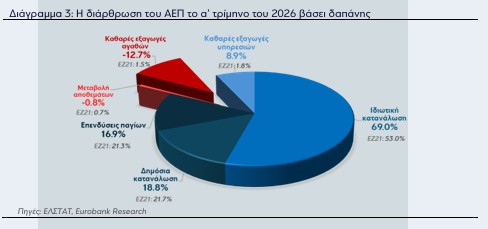 Διάγραμμα 3: Η διάρθρωση του ΑΕΠ το α' τρίμηνο του 2026 βάσει δαπάνης
Καθαρές εξαγωγές
αγαθών
-12.7%
EZ21: 1.5%
Καθαρές εξαγωγές
υπηρεσιών
8.9%
EZ21: 1.8%
Μεταβολή
αποθεμάτων
-0.8%
EZ21: 0.7%
Ιδιωτική
κατανάλωση
69.0%
EZ21: 53.0%
Επενδύσεις παγίων
16.9%
EZ21: 21.3%
Δημόσια
κατανάλωση
18.8%
EZ21: 21.7%
Πηγές: ΕΛΣΤΑΤ, Eurobank Research